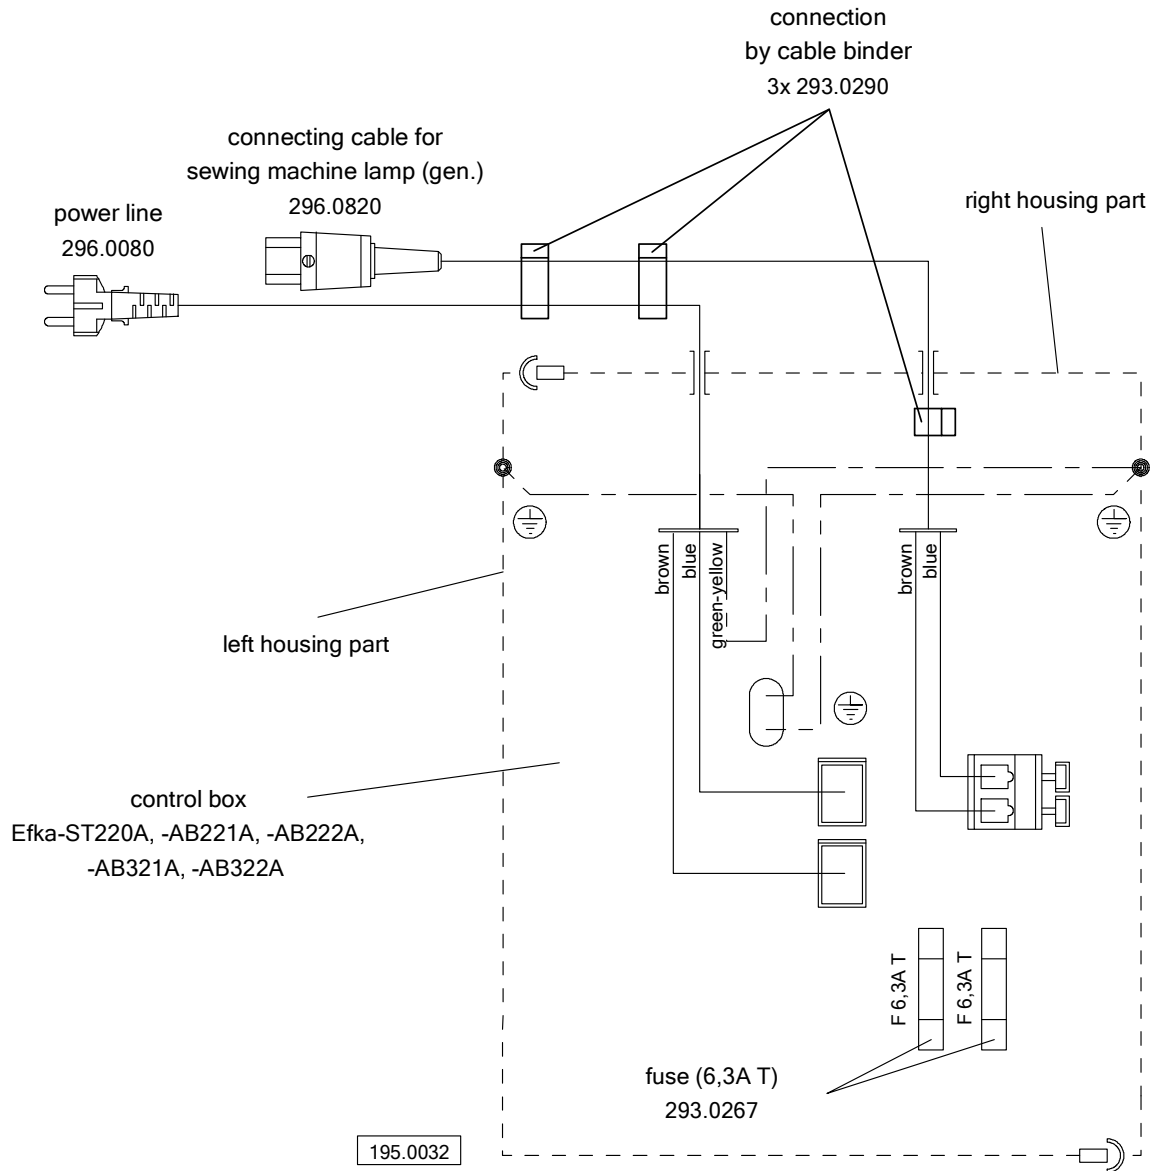 connection
by cable binder
3x 293.0290
connecting cable for
sewing machine lamp (gen.)
296.0820
power line
296.0080
right housing part
brown
blue
green-yellow
brown
blue
left housing part
control box
Efka-ST220A, -AB221A, -AB222A,
-AB321A, -AB322A
F 6,3A T
F 6,3A T
fuse (6,3A T)
293.0267
195.0032